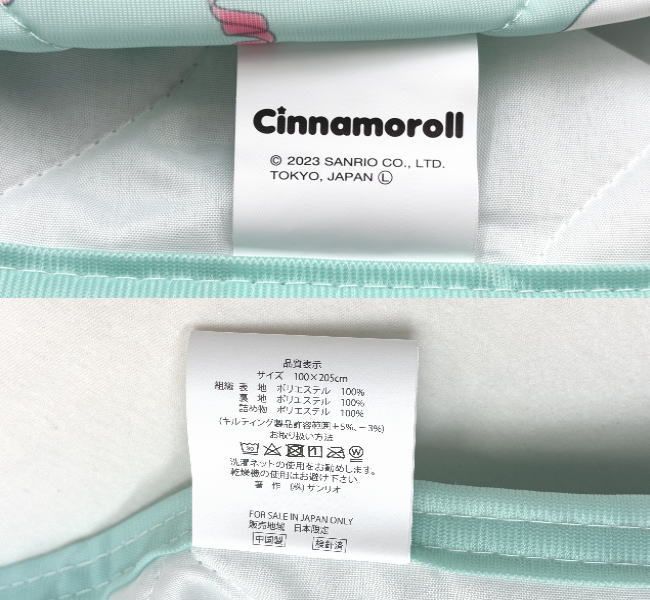 Cinnamoroll
© 2023 SANRIO CO., LTD.
TOKYO, JAPAN Ⓛ
品質表示
サイズ 100×205cm
組織 表 地 ポリエステル 100%
裏 地 ポリエステル 100%
詰め物 ポリエステル 100%
(キルティング製品許容範囲+5%、-3%)
お取り扱い方法
洗濯ネットの使用をお勧めします。
乾燥機の使用はお避け下さい。
著 作 (株)サンリオ
FOR SALE IN JAPAN ONLY
販売地域 日本限定
中国製 検針済